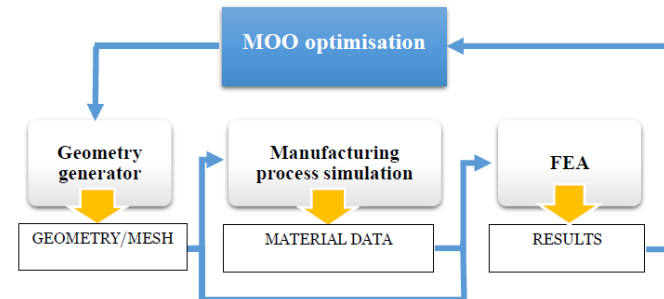 MOO optimisation
Geometry
generator
Manufacturing
process simulation
FEA
GEOMETRY/MESH
MATERIAL DATA
RESULTS